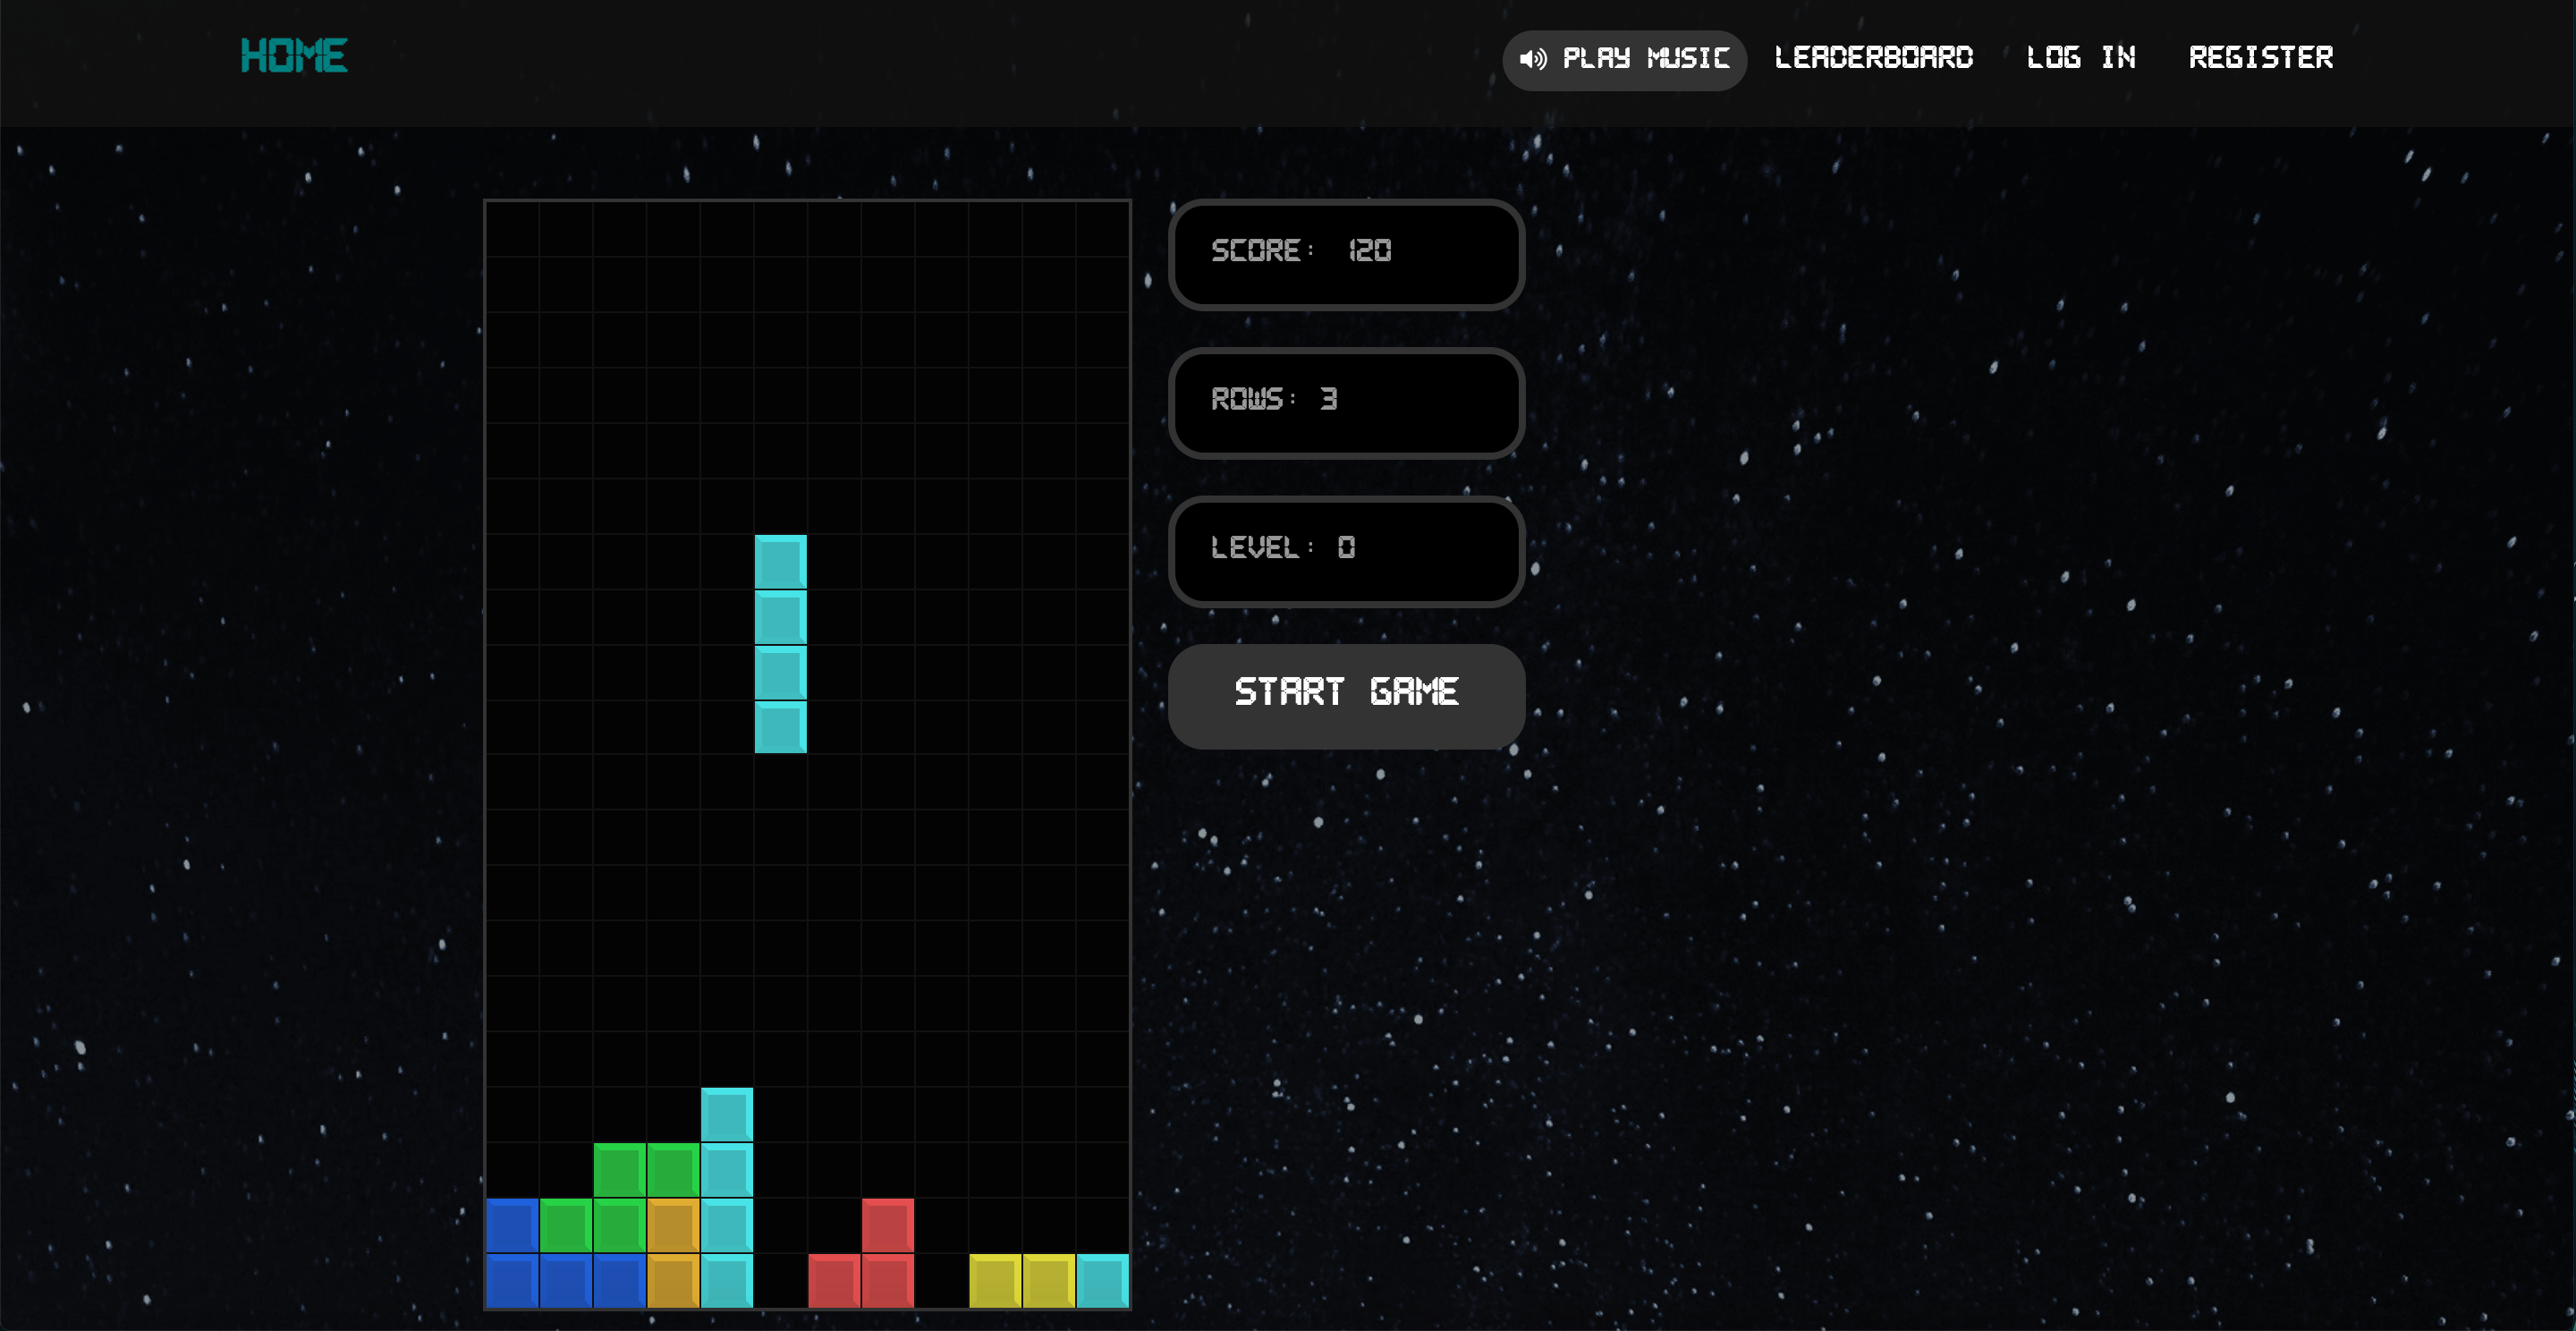 HOME
PLAY MUSIC LEADERBOARD LOG IN REGISTER
SCORE: 120
ROWS: 3
LEVEL: 0
START GAME